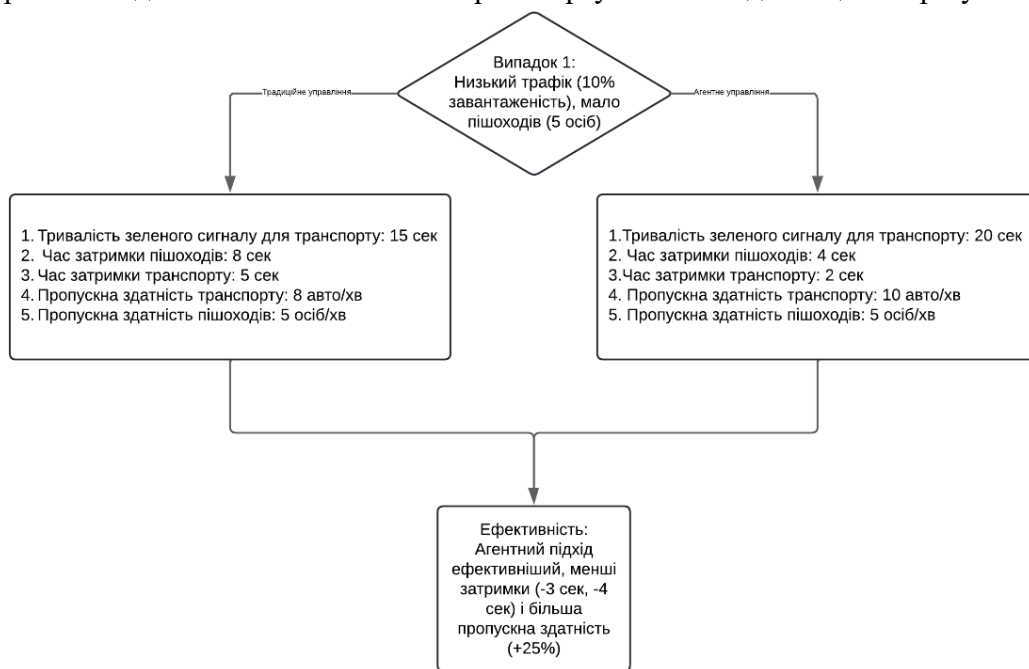 Випадок 1:
Низький трафік (10%
завантаженість), мало
пішоходів (5 осіб)
Традиційне управління
Агентне управління
1. Тривалість зеленого сигналу для транспорту: 15 сек
2. Час затримки пішоходів: 8 сек
3. Час затримки транспорту: 5 сек
4. Пропускна здатність транспорту: 8 авто/хв
5. Пропускна здатність пішоходів: 5 осіб/хв
1.Тривалість зеленого сигналу для транспорту: 20 сек
2. Час затримки пішоходів: 4 сек
3.Час затримки транспорту: 2 сек
4. Пропускна здатність транспорту: 10 авто/хв
5. Пропускна здатність пішоходів: 5 осіб/хв
Ефективність:
Агентний підхід
ефективніший, менші
затримки (-3 сек, -4
сек) і більша
пропускна здатність
(+25%)